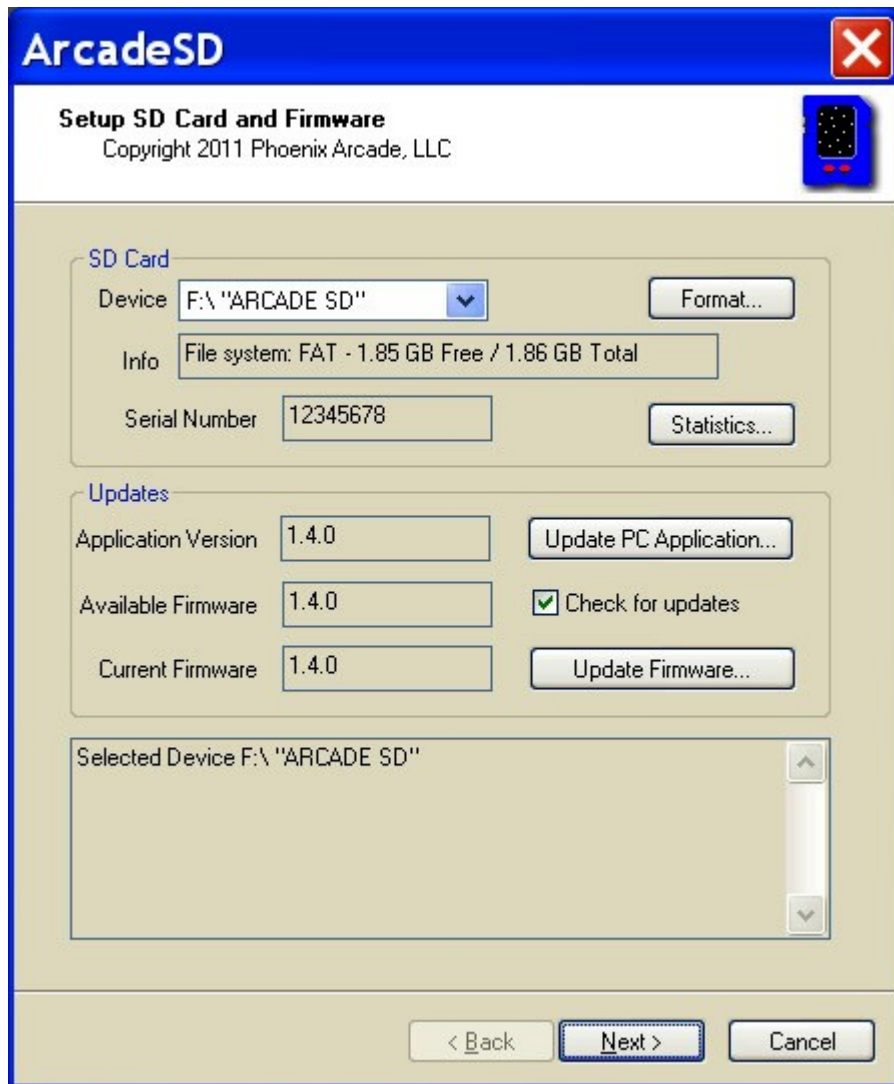 ArcadeSD
Setup SD Card and Firmware
Copyright 2011 Phoenix Arcade, LLC
SD Card
Device F:\ "ARCADE SD" Format...
Info File system: FAT - 1.85 GB Free / 1.86 GB Total
Serial Number 12345678 Statistics...
Updates
Application Version 1.4.0 Update PC Application...
Available Firmware 1.4.0 Check for updates
Current Firmware 1.4.0 Update Firmware...
Selected Device F:\ "ARCADE SD"
< Back Next > Cancel